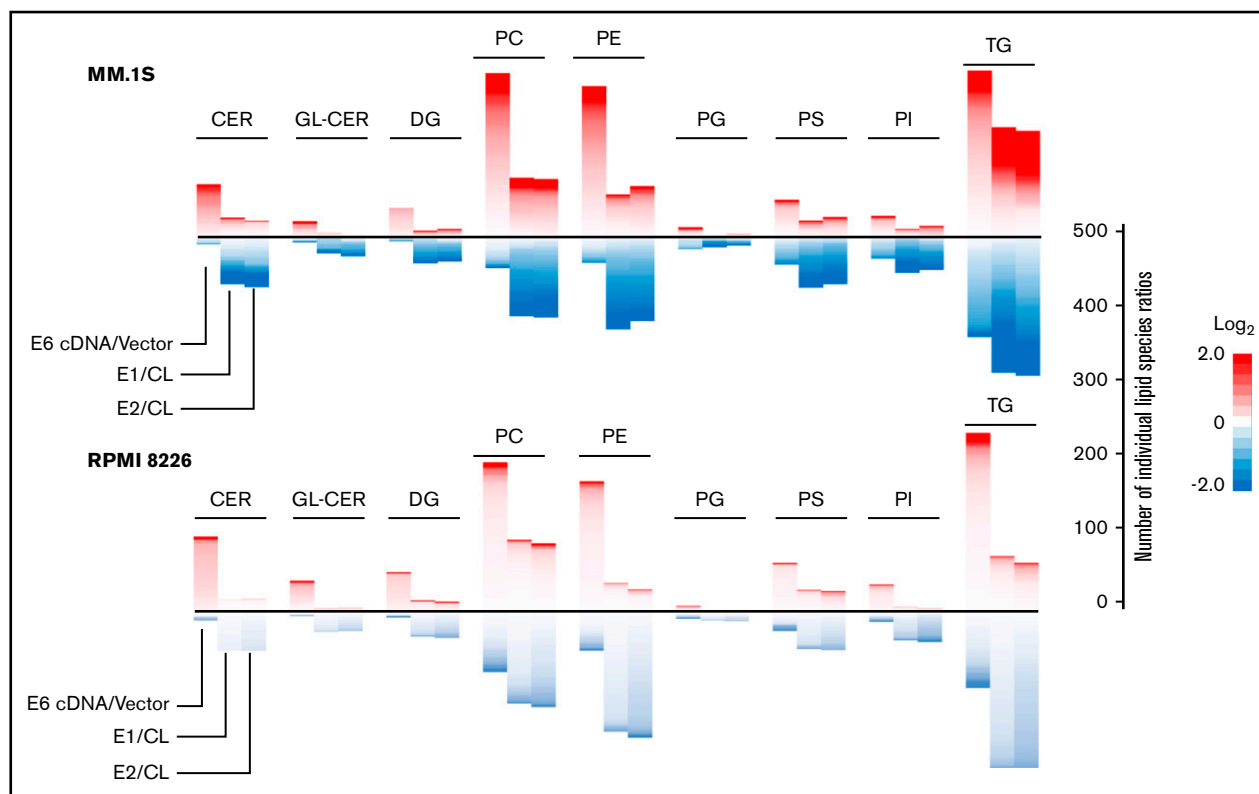 MM.1S
CER
GL-CER
DG
PC
PE
PG
PS
PI
TG
E6 cDNA/Vector
E1/CL
E2/CL
RPMI 8226
CER
GL-CER
DG
PC
PE
PG
PS
PI
TG
E6 cDNA/Vector
E1/CL
E2/CL
500
400
300
200
100
0
Number of individual lipid species ratios
Log2
2.0
0
-2.0